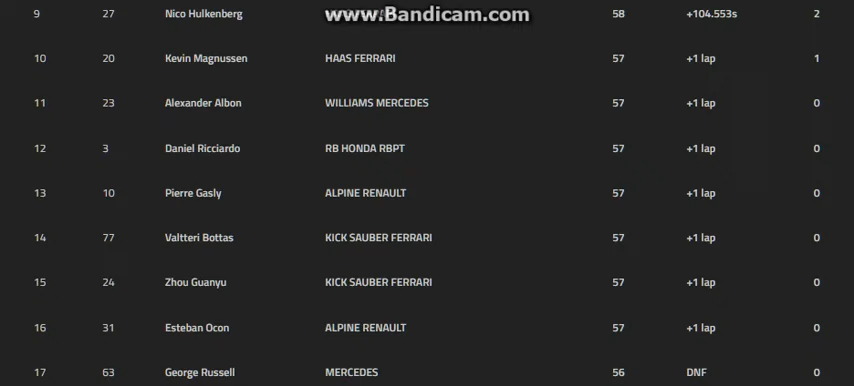 www.Bandicam.com
9 27 Nico Hulkenberg 58 +104.553s 2
10 20 Kevin Magnussen HAAS FERRARI 57 +1 lap 1
11 23 Alexander Albon WILLIAMS MERCEDES 57 +1 lap 0
12 3 Daniel Ricciardo RB HONDA RBPT 57 +1 lap 0
13 10 Pierre Gasly ALPINE RENAULT 57 +1 lap 0
14 77 Valtteri Bottas KICK SAUBER FERRARI 57 +1 lap 0
15 24 Zhou Guanyu KICK SAUBER FERRARI 57 +1 lap 0
16 31 Esteban Ocon ALPINE RENAULT 57 +1 lap 0
17 63 George Russell MERCEDES 56 DNF 0